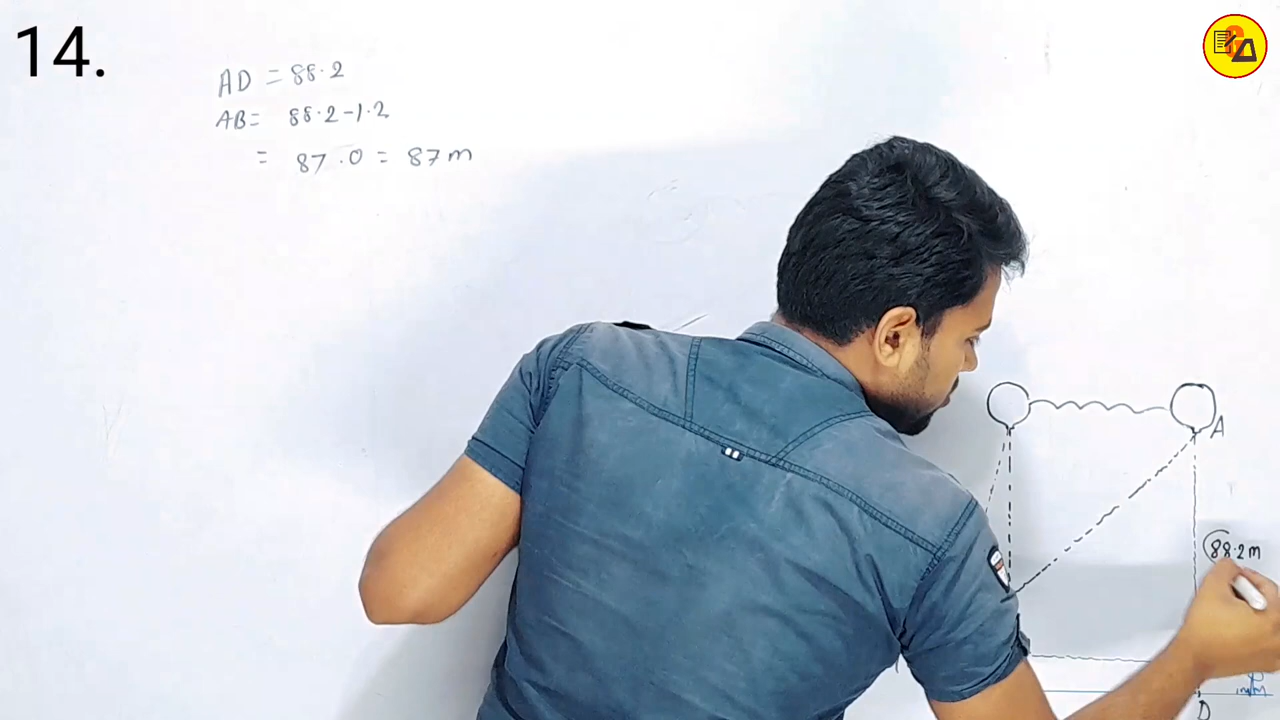 14.
AD = 88.2
AB = 88.2-1.2
= 87.0 = 87m
A
88.2m
D